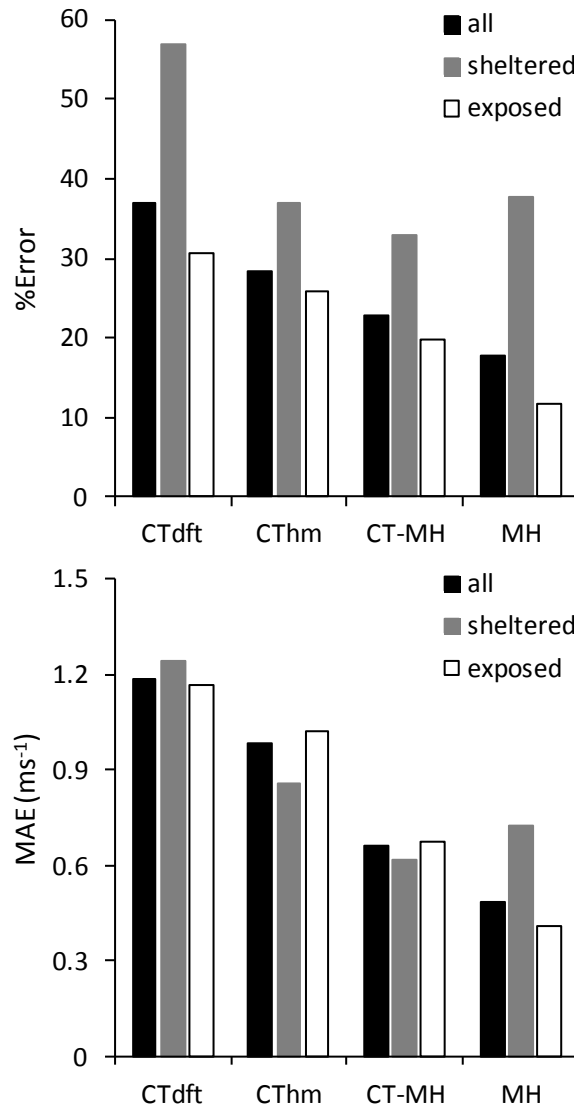 60
50
40
30
20
10
0
%Error
all
sheltered
exposed
CTdft CThm CT-MH MH
1.5
1.2
0.9
0.6
0.3
0
MAE (ms⁻¹)
all
sheltered
exposed
CTdft CThm CT-MH MH